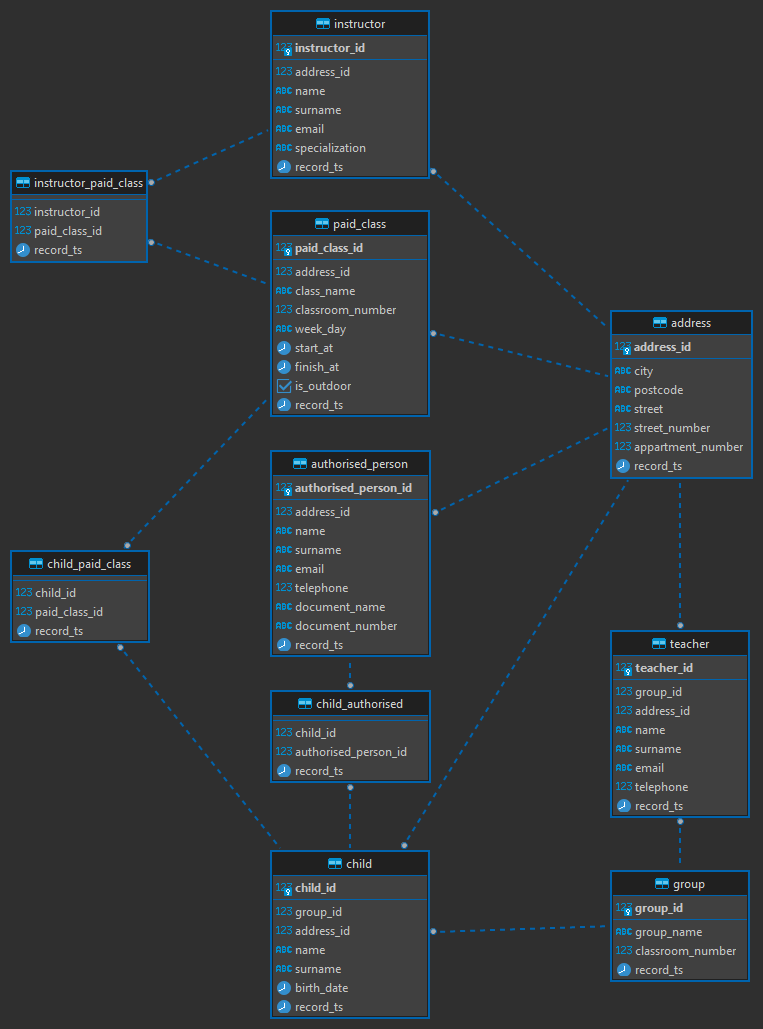 instructor
123 instructor_id
123 address_id
ABC name
ABC surname
ABC email
ABC specialization
record_ts
instructor_paid_class
123 instructor_id
123 paid_class_id
record_ts
paid_class
123 paid_class_id
123 address_id
ABC class_name
123 classroom_number
ABC week_day
start_at
finish_at
is_outdoor
record_ts
address
123 address_id
ABC city
ABC postcode
ABC street
123 street_number
123 appartment_number
record_ts
authorised_person
123 authorised_person_id
123 address_id
ABC name
ABC surname
ABC email
123 telephone
ABC document_name
ABC document_number
record_ts
child_paid_class
123 child_id
123 paid_class_id
record_ts
child_authorised
123 child_id
123 authorised_person_id
record_ts
teacher
123 teacher_id
123 group_id
123 address_id
ABC name
ABC surname
ABC email
123 telephone
record_ts
child
123 child_id
123 group_id
123 address_id
ABC name
ABC surname
birth_date
record_ts
group
123 group_id
ABC group_name
123 classroom_number
record_ts